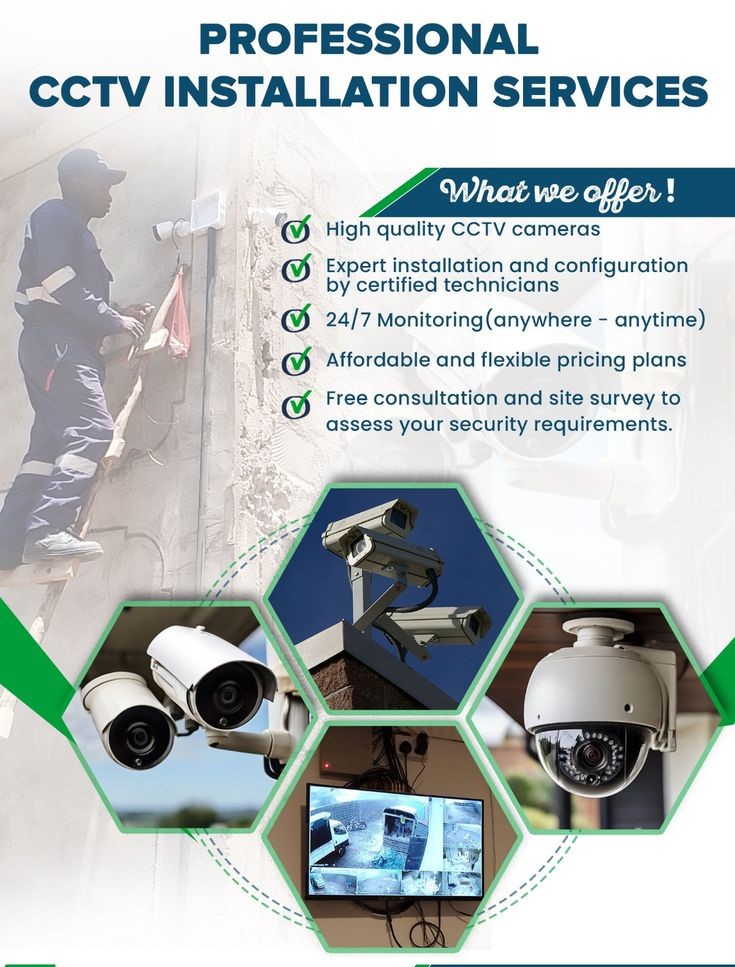 PROFESSIONAL
CCTV INSTALLATION SERVICES
What we offer!
High quality CCTV cameras
Expert installation and configuration
by certified technicians
24/7 Monitoring(anywhere - anytime)
Affordable and flexible pricing plans
Free consultation and site survey to
assess your security requirements.